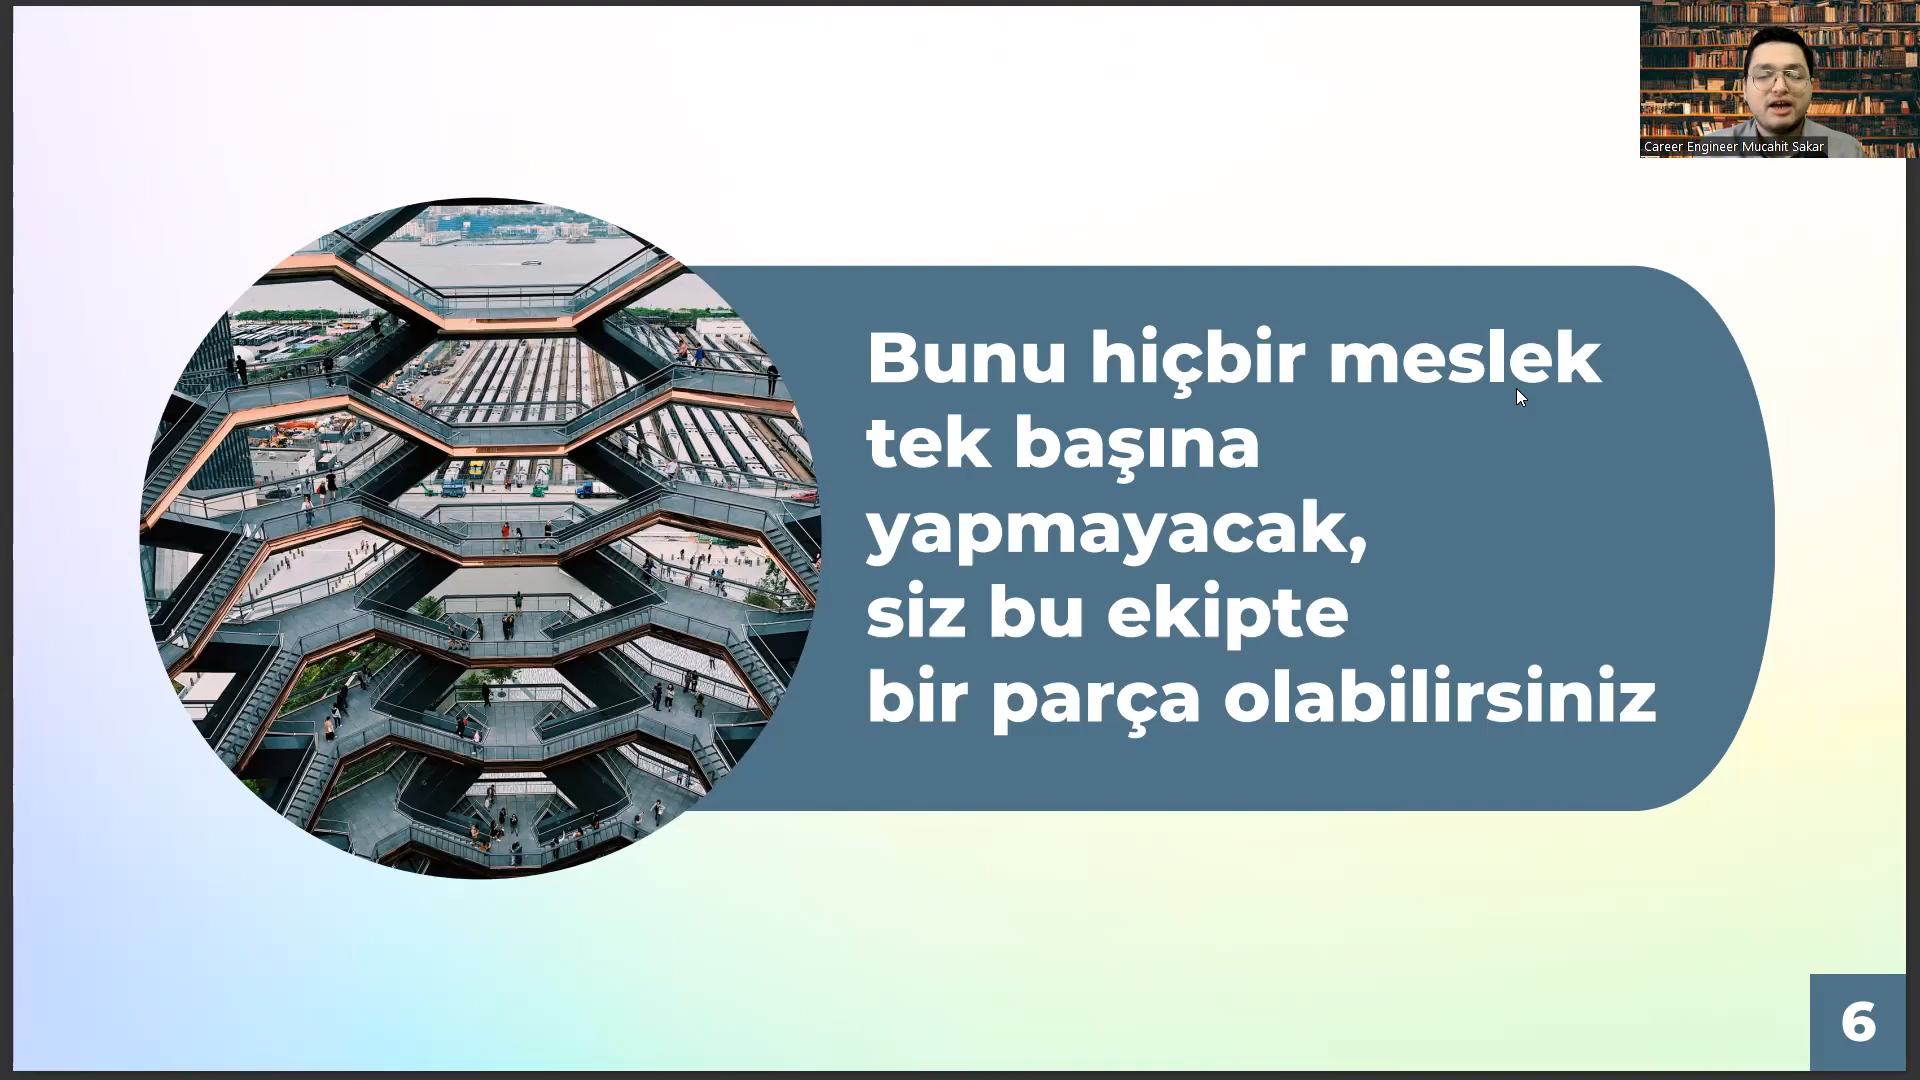 Career Engineer Mucahit Sakar
Bunu hiçbir meslek
tek başına
yapmayacak,
siz bu ekipte
bir parça olabilirsiniz
6